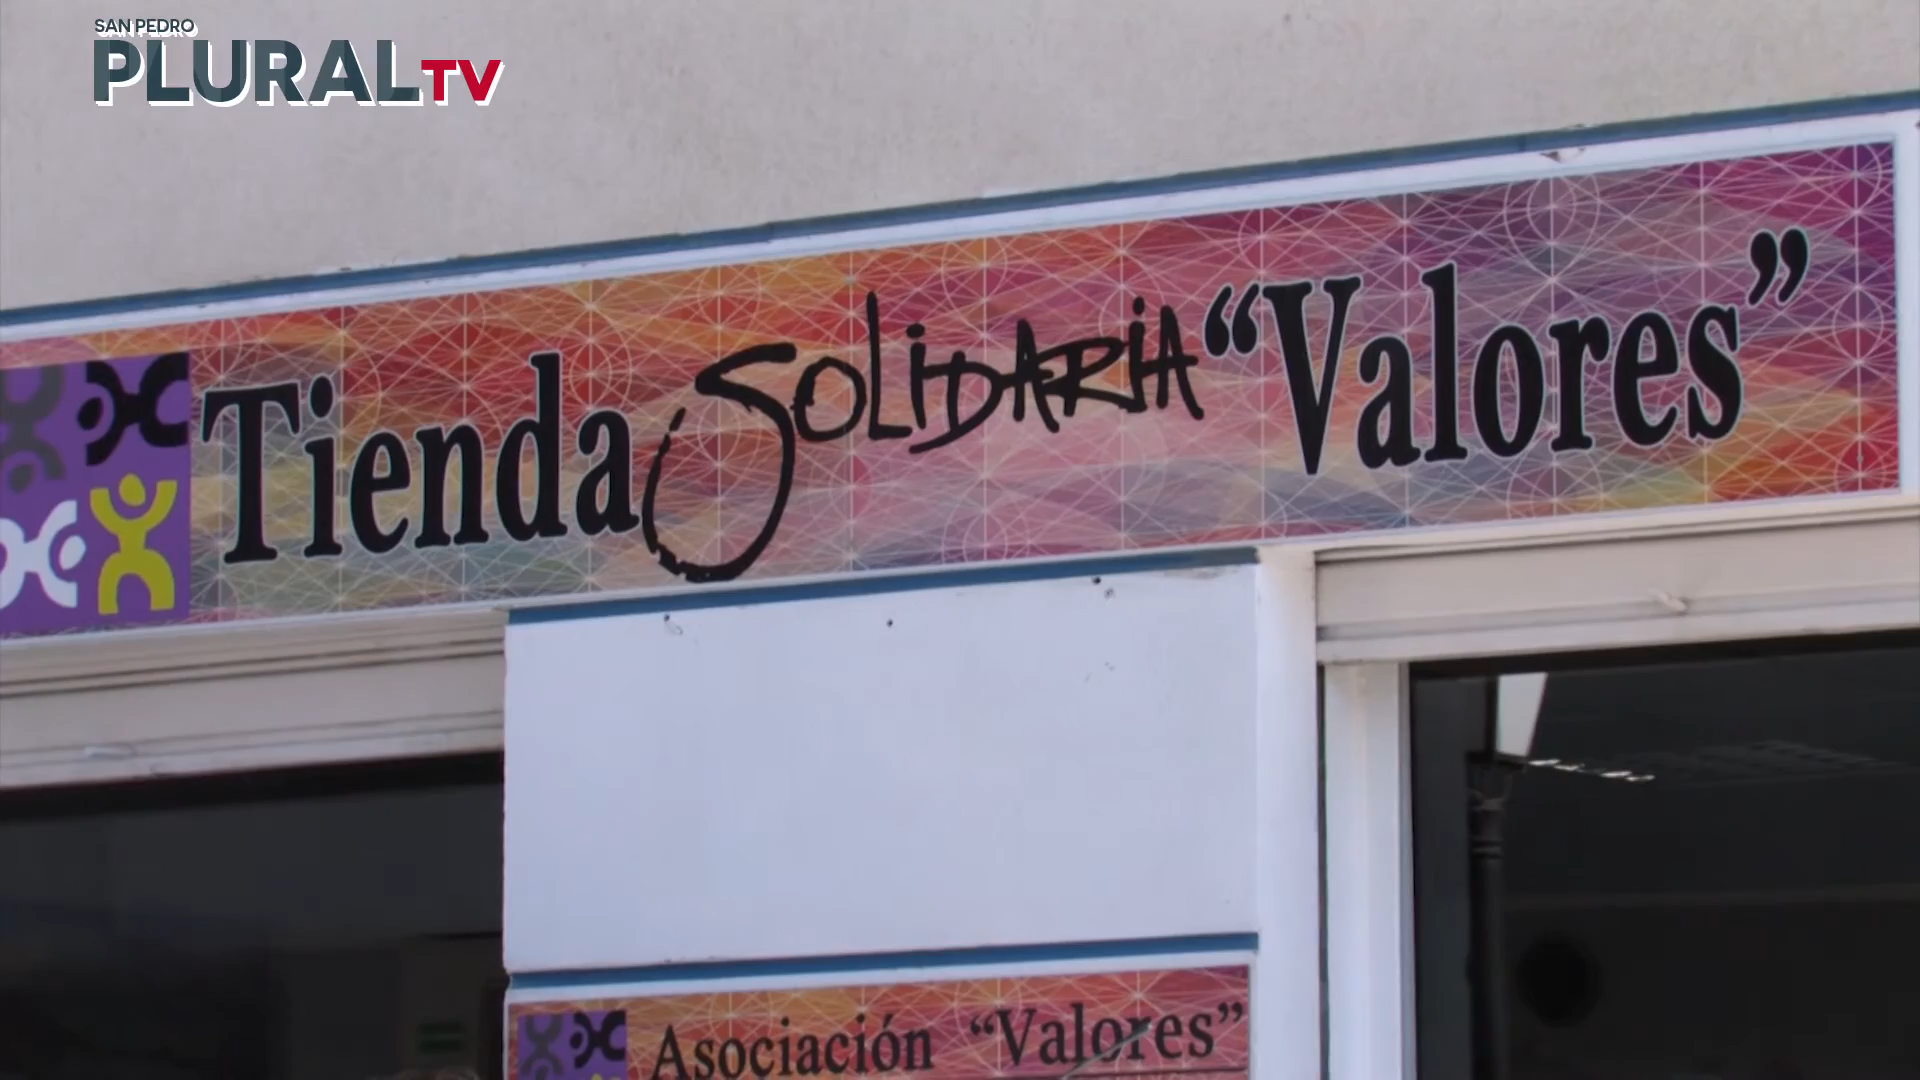 SAN PEDRO
PLURAL TV
Tienda SOLIDARIA “Valores”
Asociación “Valores”